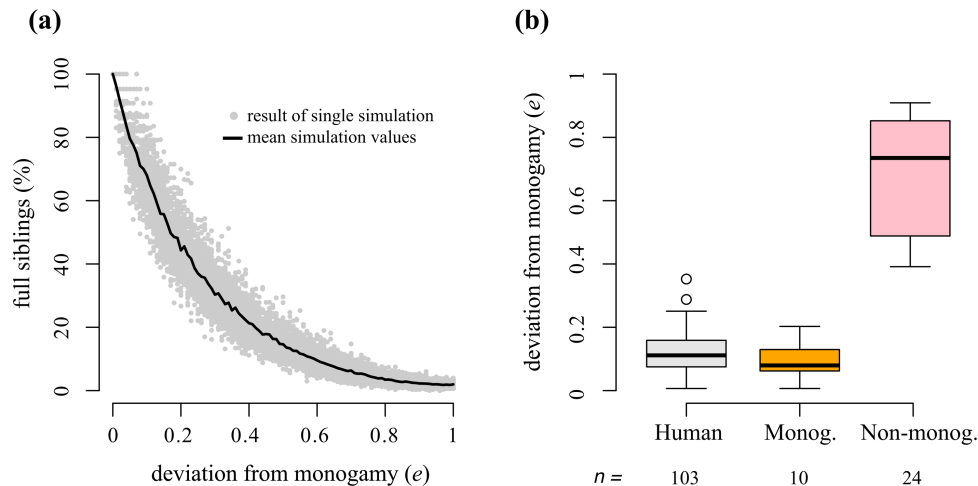 (a)
full siblings (%)
100
80
60
40
20
0
result of single simulation
mean simulation values
0 0.2 0.4 0.6 0.8 1
deviation from monogamy (e)
(b)
deviation from monogamy (e)
1
0.8
0.6
0.4
0.2
0
Human Monog. Non-monog.
n = 103 10 24